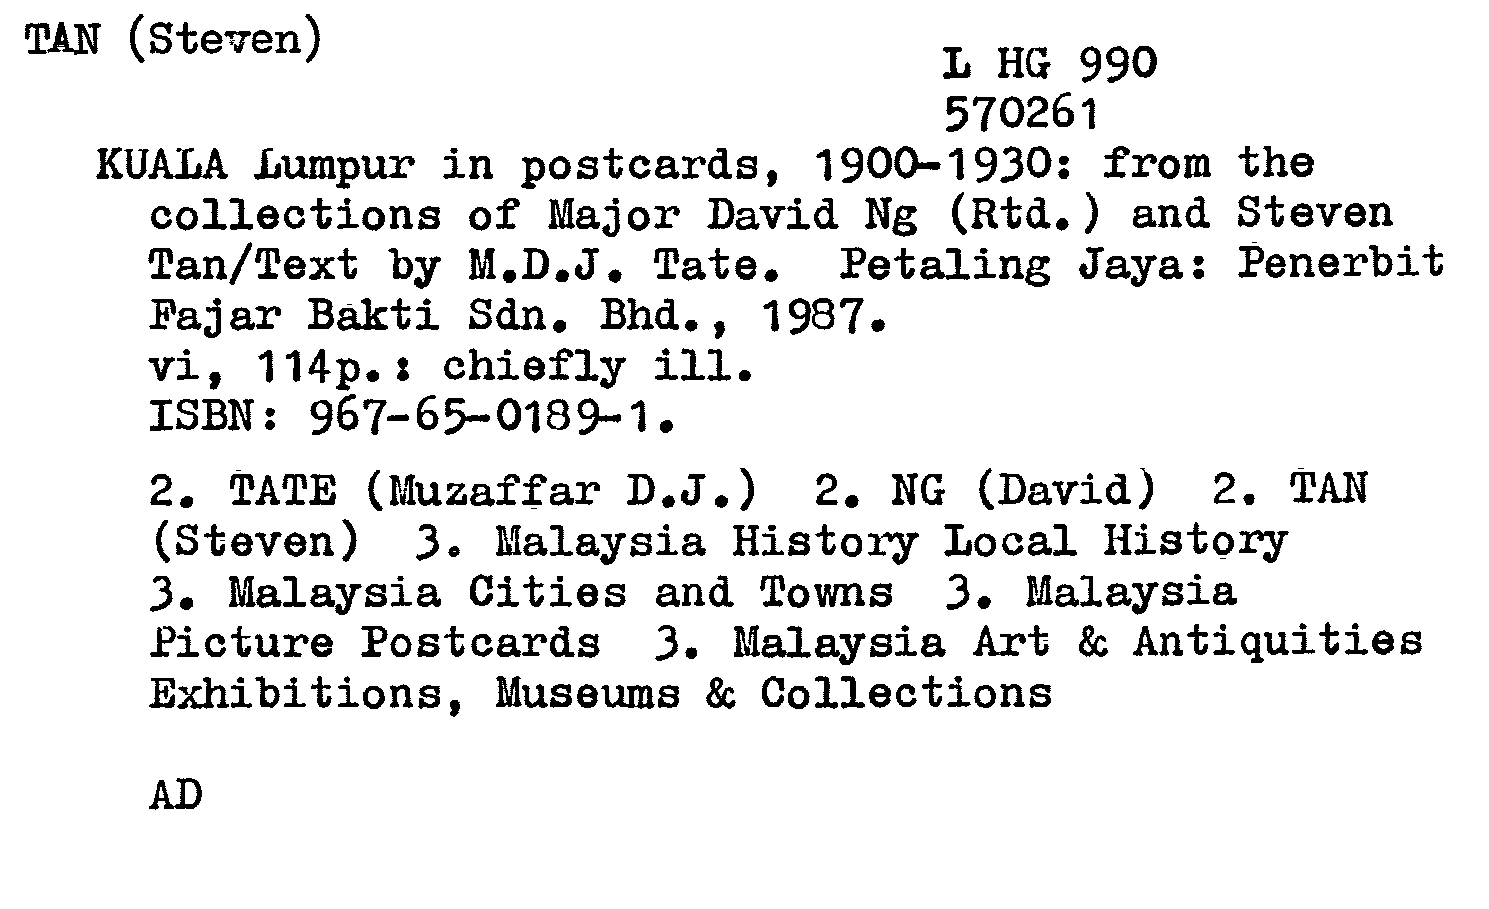 TAN (Steven)
L HG 990
570261
KUALA Lumpur in postcards, 1900-1930: from the
collections of Major David Ng (Rtd.) and Steven
Tan/Text by M.D.J. Tate. Petaling Jaya: Penerbit
Fajar Bakti Sdn. Bhd., 1987.
vi, 114p.: chiefly ill.
ISBN: 967-65-0189-1.
2. TATE (Muzaffar D.J.) 2. NG (David) 2. TAN
(Steven) 3. Malaysia History Local History
3. Malaysia Cities and Towns 3. Malaysia
Picture Postcards 3. Malaysia Art & Antiquities
Exhibitions, Museums & Collections
AD